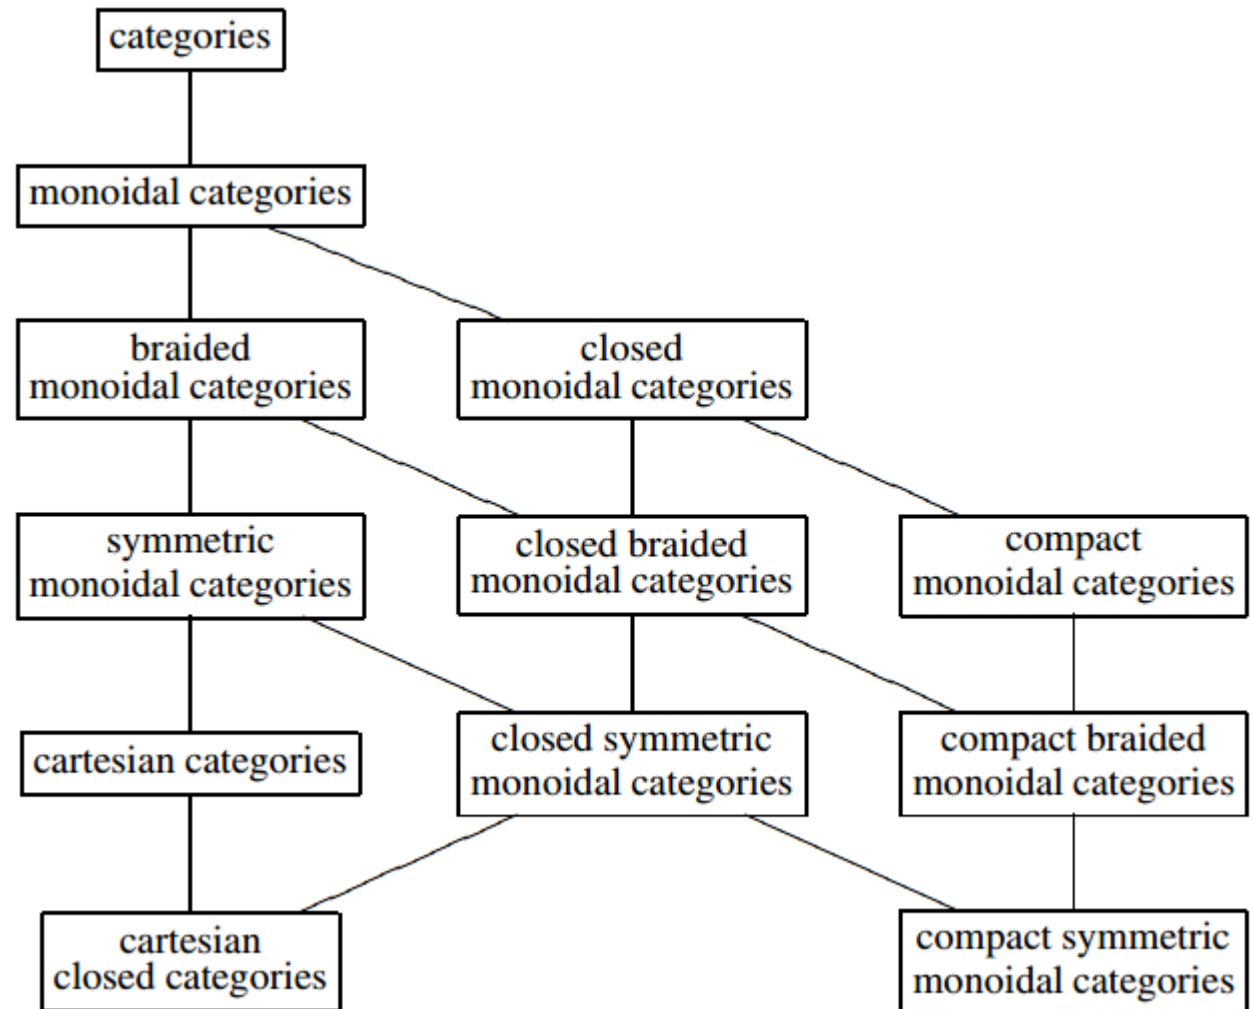 categories
monoidal categories
braided
monoidal categories
closed
monoidal categories
symmetric
monoidal categories
closed braided
monoidal categories
compact
monoidal categories
cartesian categories
closed symmetric
monoidal categories
compact braided
monoidal categories
cartesian
closed categories
compact symmetric
monoidal categories